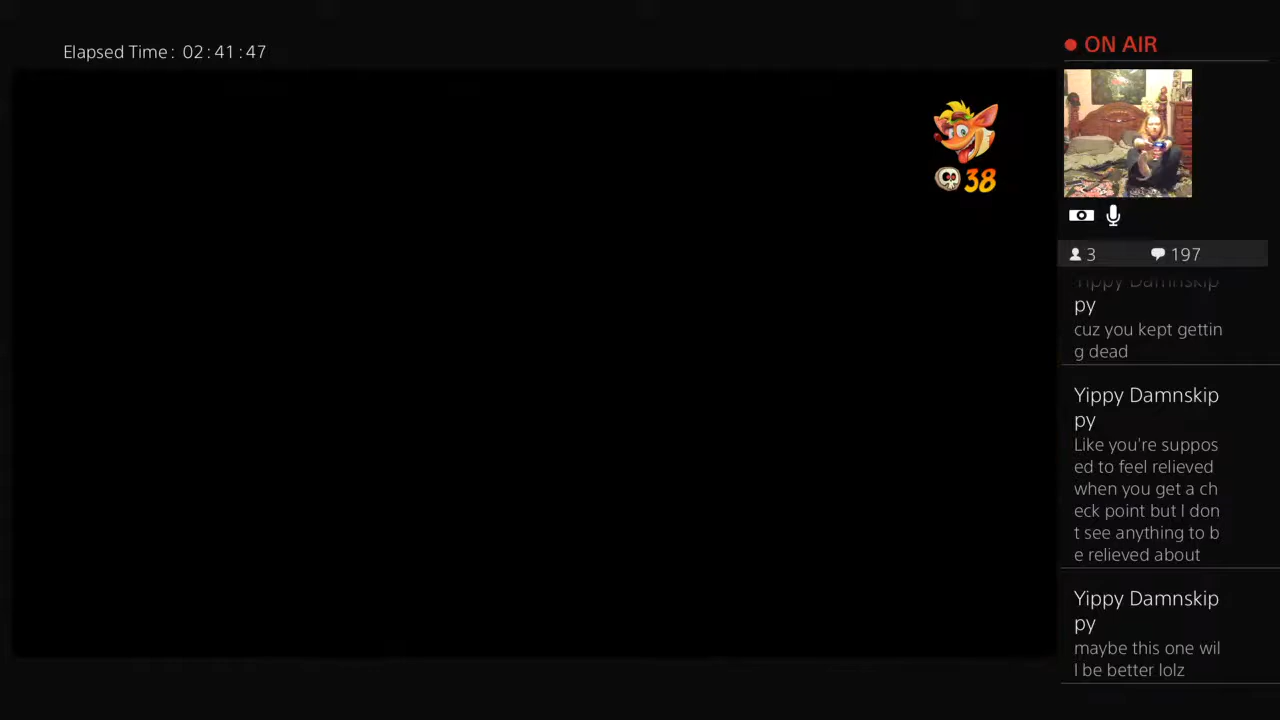 Elapsed Time: 02:41:47
ON AIR
38
3 197
Yippy Damnskip
py
cuz you kept gettin
g dead
Yippy Damnskip
py
Like you're suppos
ed to feel relieved
when you get a ch
eck point but I don
t see anything to b
e relieved about
Yippy Damnskip
py
maybe this one wil
l be better lolz